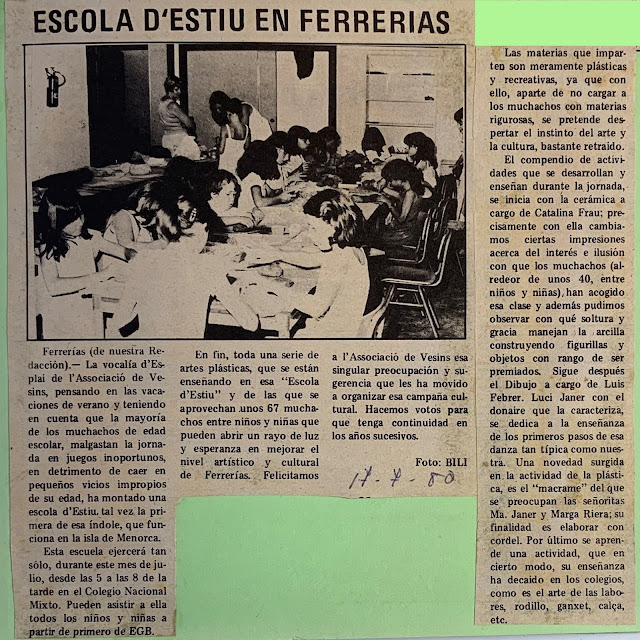 ESCOLA D'ESTIU EN FERRERIAS
Ferrerías (de nuestra Re-
dacción).— La vocalía d'Es-
plai de l'Associació de Ve-
sins, pensando en las vaca-
ciones de verano y teniendo
en cuenta que la mayoría
de los muchachos de edad
escolar, malgastan la jorna-
da en juegos inoportunos,
en detrimento de caer en
pequeños vicios impropios
de su edad, ha montado una
escola d'Estiu. tal vez la pri-
mera de esa índole, que fun-
ciona en la isla de Menorca.
Esta escuela ejercerá tan
sólo, durante este mes de ju-
lio, desde las 5 a las 8 de la
tarde en el Colegio Nacional
Mixto. Pueden asistir a ella
todos los niños y niñas a
partir de primero de EGB.
Las materias que impar-
ten son meramente plásticas
y recreativas, ya que con
ello, aparte de no cargar a
los muchachos con materias
rigurosas, se pretende des-
pertar el instinto del arte y
la cultura, bastante retraido.
El compendio de activi-
dades que se desarrollan y
enseñan durante la jornada,
se inicia con la cerámica a
cargo de Catalina Frau; pre-
cisamente con ella cambia-
mos ciertas impresiones
acerca del interés e ilusión
con que los muchachos (al-
rededor de unos 40, entre
niños y niñas), han acogido
esa clase y además pudimos
observar con qué soltura y
gracia manejan la arcilla
construyendo figurillas y
objetos con rango de ser
premiados. Sigue después
el Dibujo a cargo de Luis
Febrer. Luci Janer con el
donaire que la caracteriza,
se dedica a la enseñanza
de los primeros pasos de esa
danza tan típica como nues-
tra. Una novedad surgida
en la actividad de la plásti-
ca, es el "macrame" del que
se preocupan las señoritas
Ma. Janer y Marga Riera; su
finalidad es elaborar con
cordel. Por último se apren-
de una actividad, que en
cierto modo, su enseñanza
ha decaido en los colegios,
como es el arte de las labo-
res, rodillo, ganxet, calça,
etc.
En fin, toda una serie de
artes plásticas, que se están
enseñando en esa "Escola
d'Estiu" y de las que se
aprovechan unos 67 mucha-
chos entre niños y niñas que
pueden abrir un rayo de luz
y esperanza en mejorar el
nivel artístico y cultural
de Ferrerías. Felicitamos
a l'Associació de Vesins esa
singular preocupación y su-
gerencia que les ha movido
a organizar esa campaña cul-
tural. Hacemos votos para
que tenga continuidad en
los años sucesivos.
Foto: BILI
17-7-80